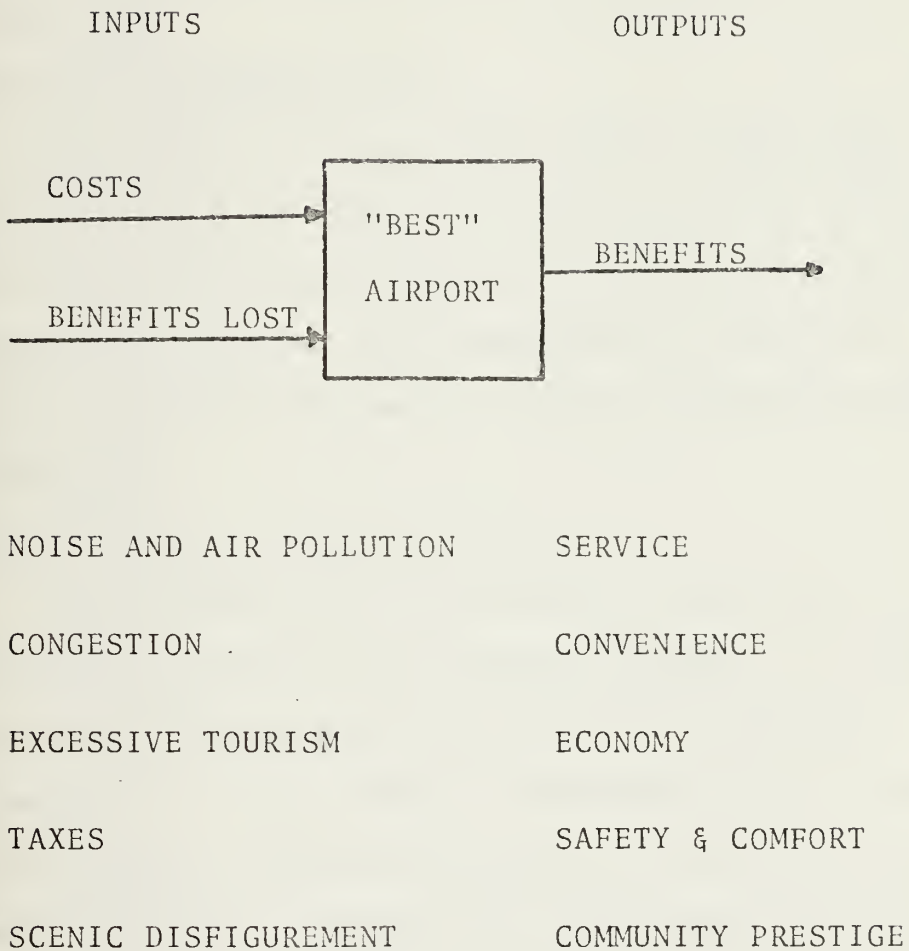 INPUTS OUTPUTS
COSTS
"BEST"
BENEFITS
AIRPORT
BENEFITS LOST
NOISE AND AIR POLLUTION SERVICE
CONGESTION CONVENIENCE
EXCESSIVE TOURISM ECONOMY
TAXES SAFETY & COMFORT
SCENIC DISFIGUREMENT COMMUNITY PRESTIGE